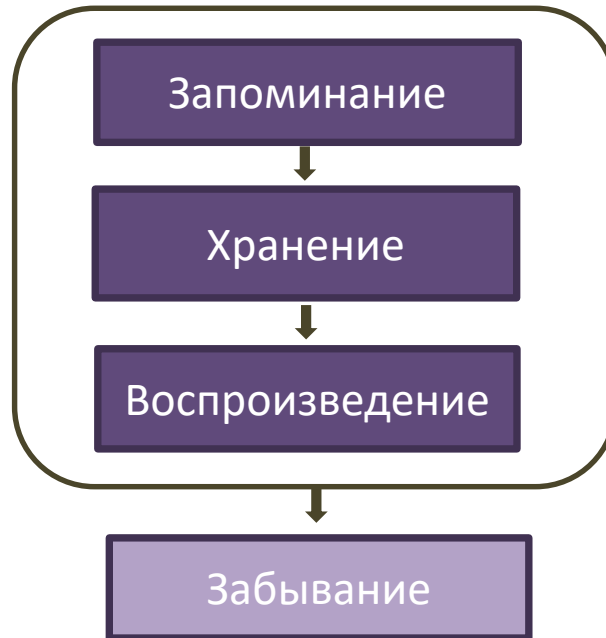 Запоминание
Хранение
Воспроизведение
Забывание